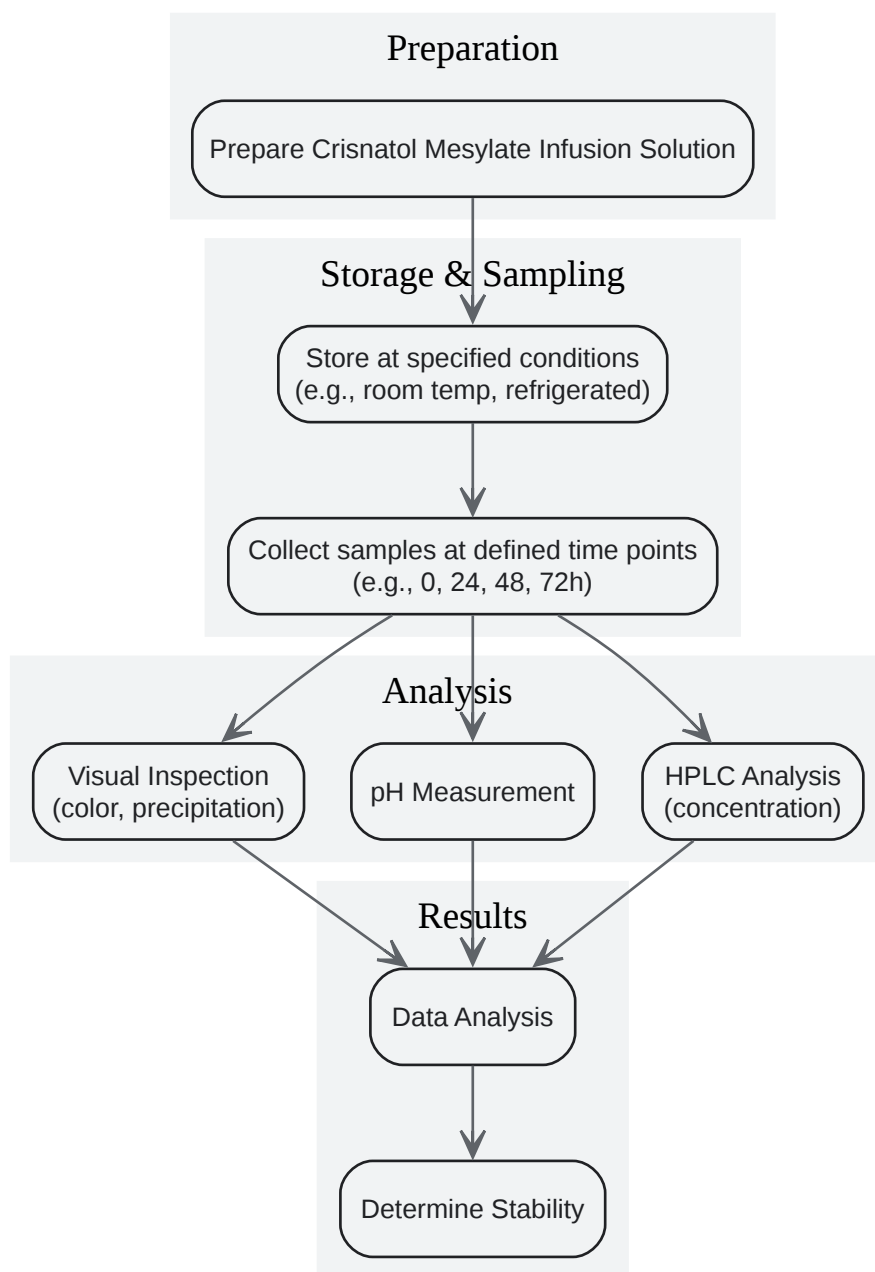 Preparation
Prepare Crisnatol Mesylate Infusion Solution
Storage & Sampling
Store at specified conditions
(e.g., room temp, refrigerated)
Collect samples at defined time points
(e.g., 0, 24, 48, 72h)
Analysis
Visual Inspection
(color, precipitation)
pH Measurement
HPLC Analysis
(concentration)
Results
Data Analysis
Determine Stability